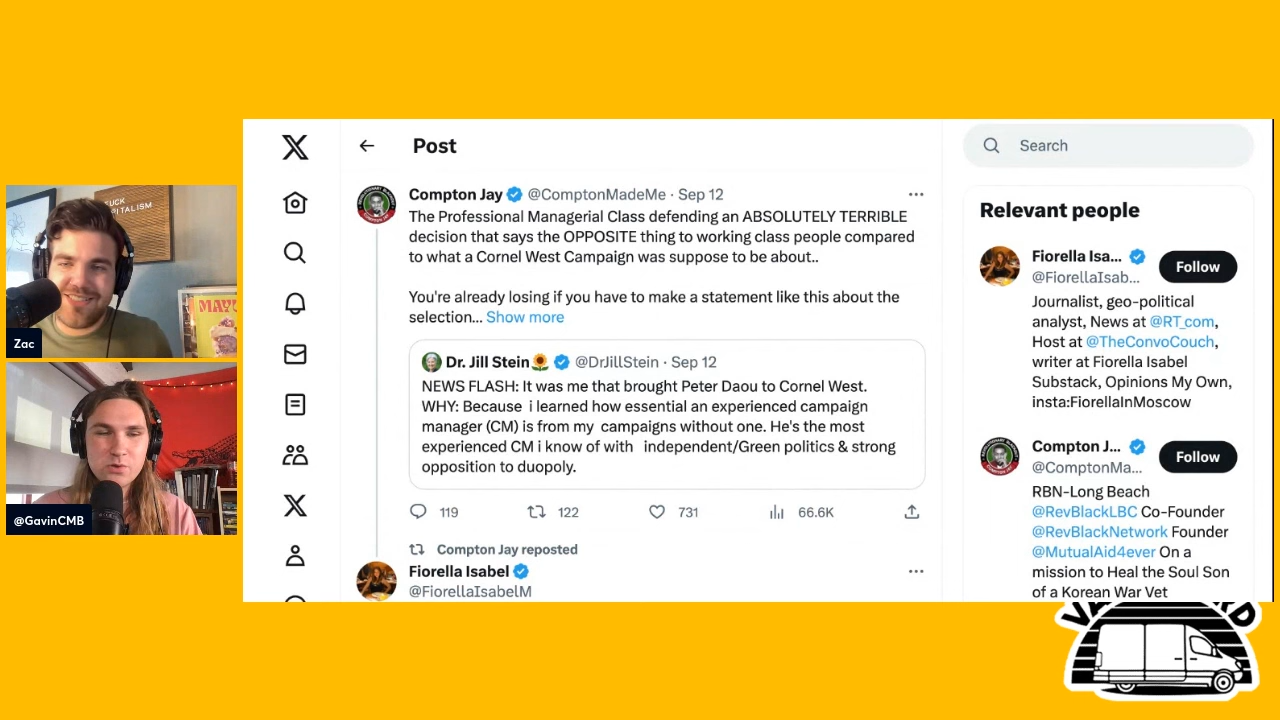 FUCK
CAPITALISM
MAYO
Zac
@GavinCMB
X
Post
Compton Jay @ComptonMadeMe · Sep 12
The Professional Managerial Class defending an ABSOLUTELY TERRIBLE
decision that says the OPPOSITE thing to working class people compared
to what a Cornel West Campaign was suppose to be about..
You're already losing if you have to make a statement like this about the
selection... Show more
Dr. Jill Stein🌻 @DrJillStein · Sep 12
NEWS FLASH: It was me that brought Peter Daou to Cornel West.
WHY: Because i learned how essential an experienced campaign
manager (CM) is from my campaigns without one. He's the most
experienced CM i know of with independent/Green politics & strong
opposition to duopoly.
119 122 731 66.6K
Compton Jay reposted
Fiorella Isabel
@FiorellaIsabelM
Search
Relevant people
Fiorella Isa...
@FiorellaIsab...
Follow
Journalist, geo-political
analyst, News at @RT_com,
Host at @TheConvoCouch,
writer at Fiorella Isabel
Substack, Opinions My Own,
insta:FiorellaInMoscow
Compton J...
@ComptonMa...
Follow
RBN-Long Beach
@RevBlackLBC Co-Founder
@RevBlackNetwork Founder
@MutualAid4ever On a
mission to Heal the Soul Son
of a Korean War Vet